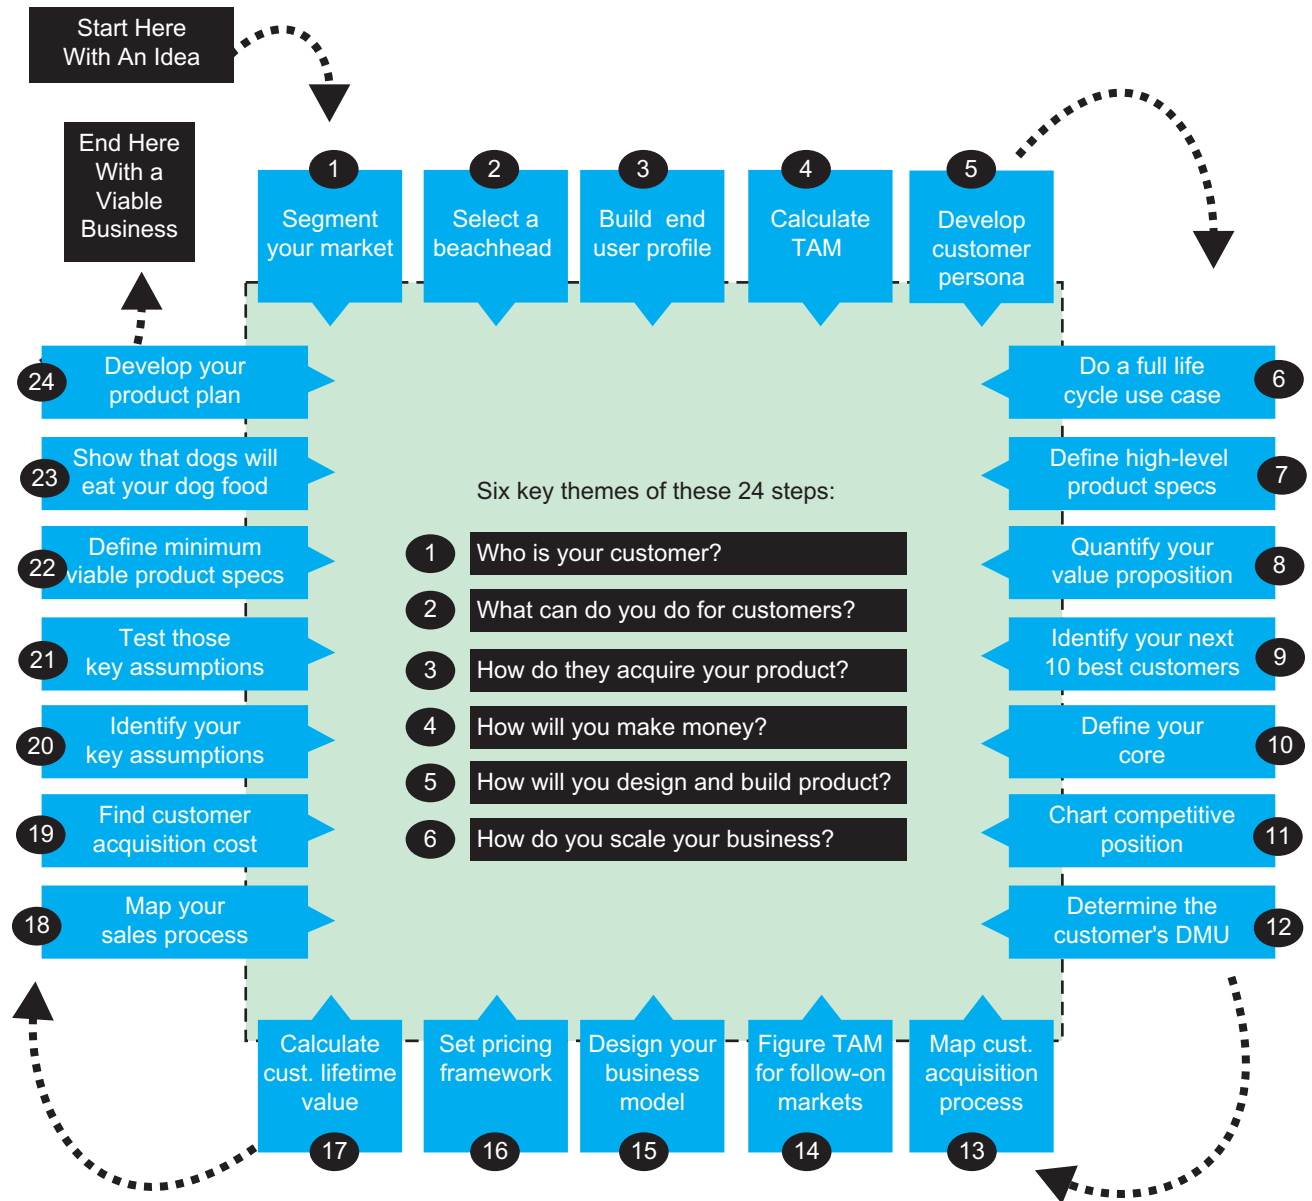 Start Here
With An Idea
End Here
With a
Viable
Business
1
Segment
your market
2
Select a
beachhead
3
Build end
user profile
4
Calculate
TAM
5
Develop
customer
persona
6
Do a full life
cycle use case
7
Define high-level
product specs
8
Quantify your
value proposition
9
Identify your next
10 best customers
10
Define your
core
11
Chart competitive
position
12
Determine the
customer's DMU
Map cust.
acquisition
process
13
Figure TAM
for follow-on
markets
14
Design your
business
model
15
Set pricing
framework
16
Calculate
cust. lifetime
value
17
18
Map your
sales process
19
Find customer
acquisition cost
20
Identify your
key assumptions
21
Test those
key assumptions
22
Define minimum
viable product specs
23
Show that dogs will
eat your dog food
24
Develop your
product plan
Six key themes of these 24 steps:
1 Who is your customer?
2 What can do you do for customers?
3 How do they acquire your product?
4 How will you make money?
5 How will you design and build product?
6 How do you scale your business?